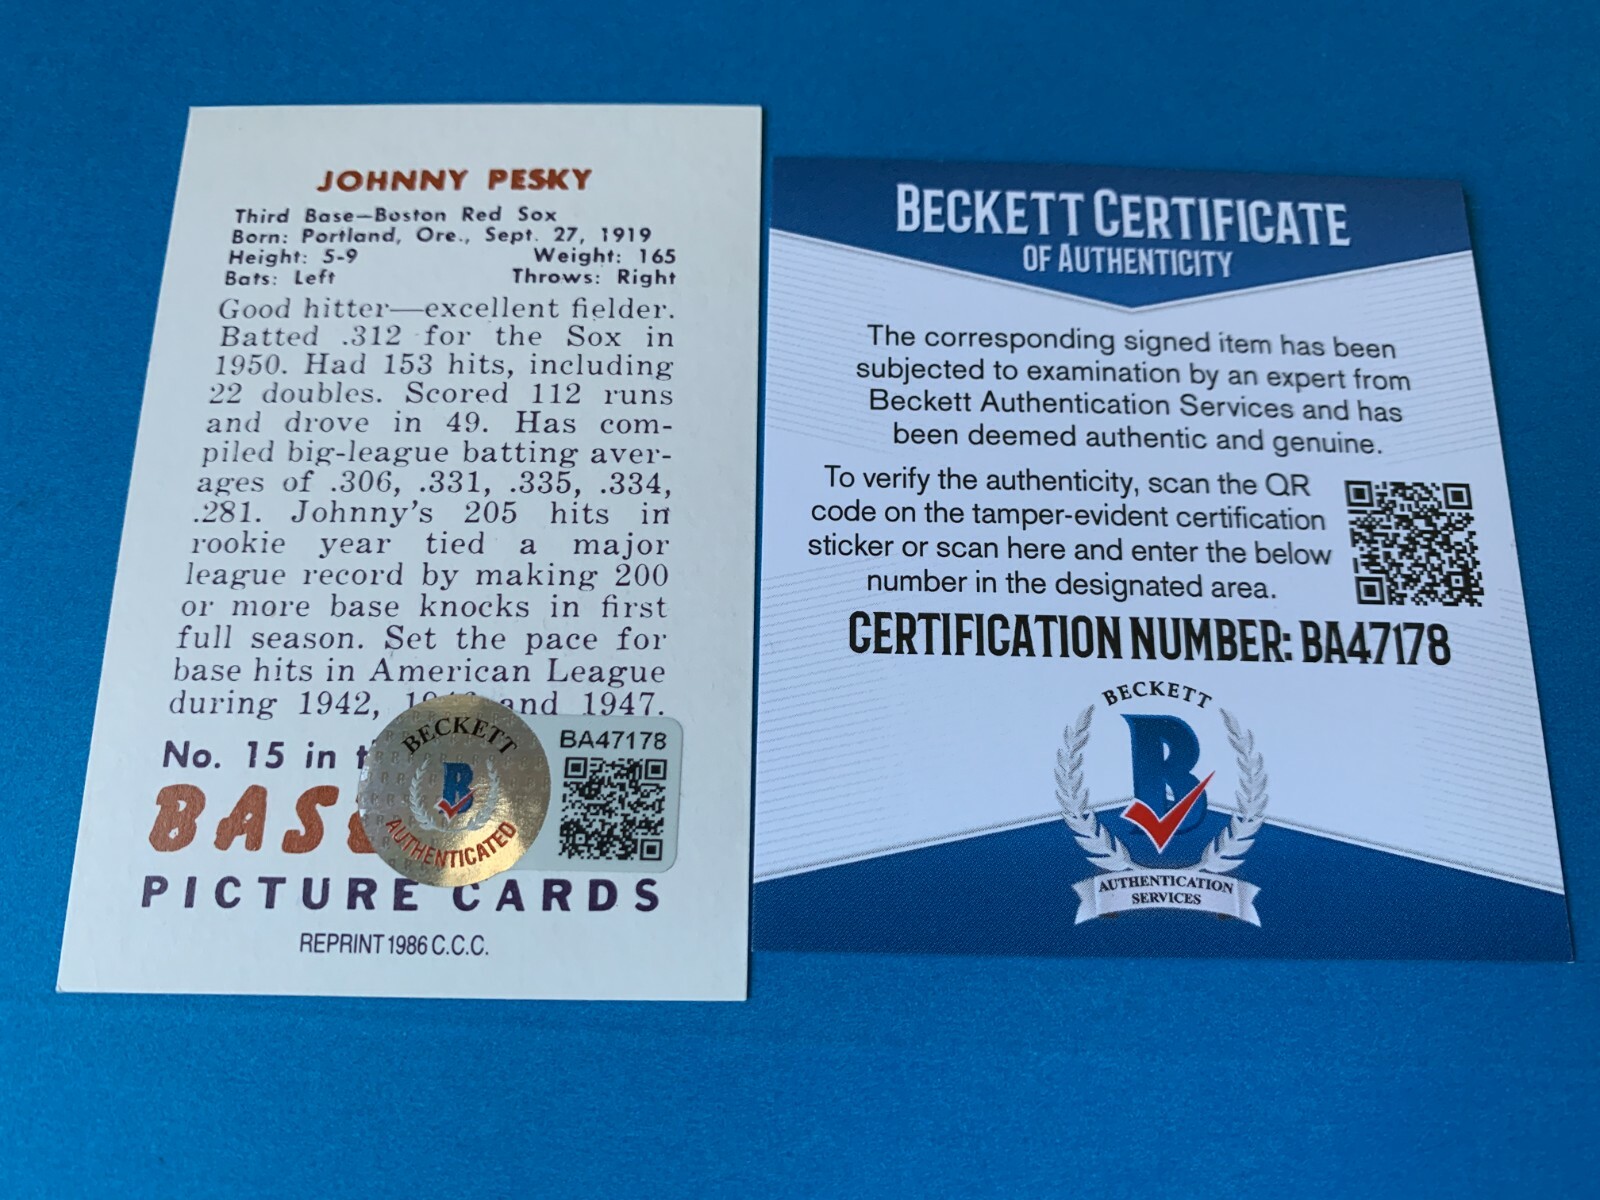 JOHNNY PESKY
Third Base—Boston Red Sox
Born: Portland, Ore., Sept. 27, 1919
Height: 5-9 Weight: 165
Bats: Left Throws: Right
Good hitter—excellent fielder.
Batted .312 for the Sox in
1950. Had 153 hits, including
22 doubles. Scored 112 runs
and drove in 49. Has com-
piled big-league batting aver-
ages of .306, .331, .335, .334,
.281. Johnny's 205 hits in
rookie year tied a major
league record by making 200
or more base knocks in first
full season. Set the pace for
base hits in American League
during 1942, and 1947.
No. 15 in
PICTURE CARDS
REPRINT 1986 C.C.C.
BECKETT
B
AUTHENTICATED
BA47178
BECKETT CERTIFICATE
OF AUTHENTICITY
The corresponding signed item has been
subjected to examination by an expert from
Beckett Authentication Services and has
been deemed authentic and genuine.
To verify the authenticity, scan the QR
code on the tamper-evident certification
sticker or scan here and enter the below
number in the designated area.
CERTIFICATION NUMBER: BA47178
BECKETT
B
AUTHENTICATION
SERVICES